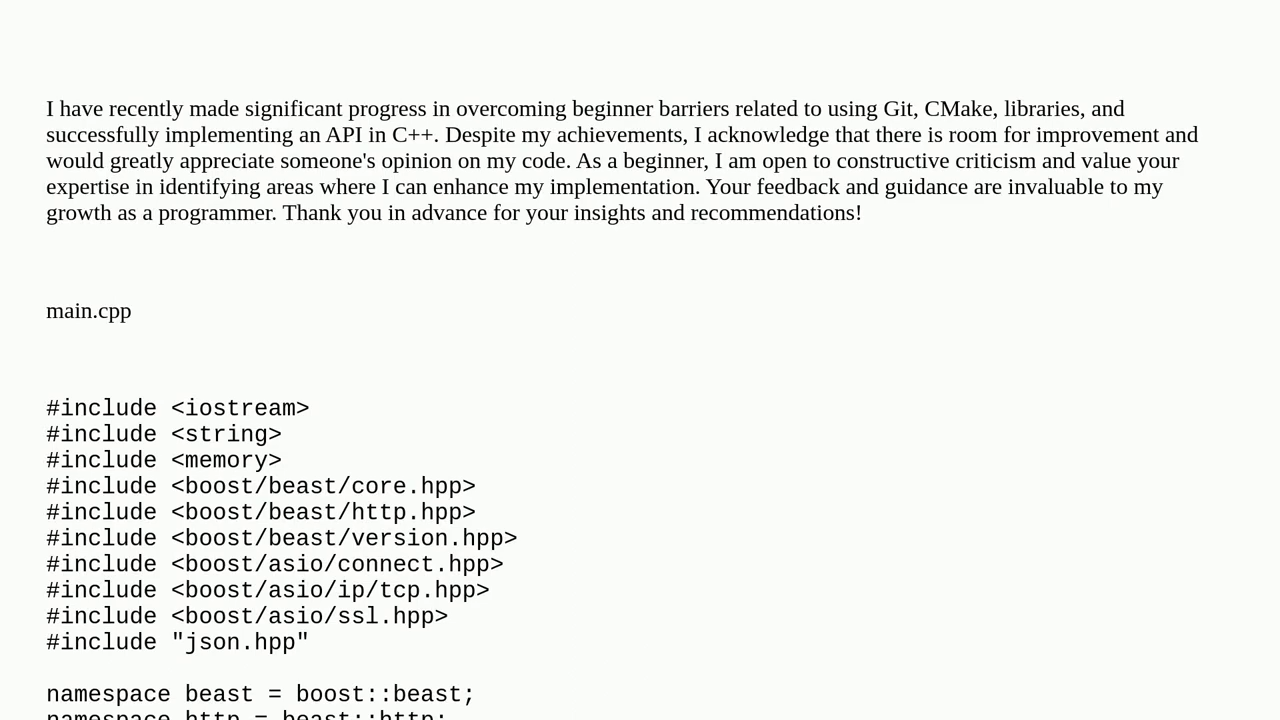 I have recently made significant progress in overcoming beginner barriers related to using Git, CMake, libraries, and
successfully implementing an API in C++. Despite my achievements, I acknowledge that there is room for improvement and
would greatly appreciate someone's opinion on my code. As a beginner, I am open to constructive criticism and value your
expertise in identifying areas where I can enhance my implementation. Your feedback and guidance are invaluable to my
growth as a programmer. Thank you in advance for your insights and recommendations!
main.cpp
#include <iostream>
#include <string>
#include <memory>
#include <boost/beast/core.hpp>
#include <boost/beast/http.hpp>
#include <boost/beast/version.hpp>
#include <boost/asio/connect.hpp>
#include <boost/asio/ip/tcp.hpp>
#include <boost/asio/ssl.hpp>
#include "json.hpp"
namespace beast = boost::beast;
namespace http = beast::http;